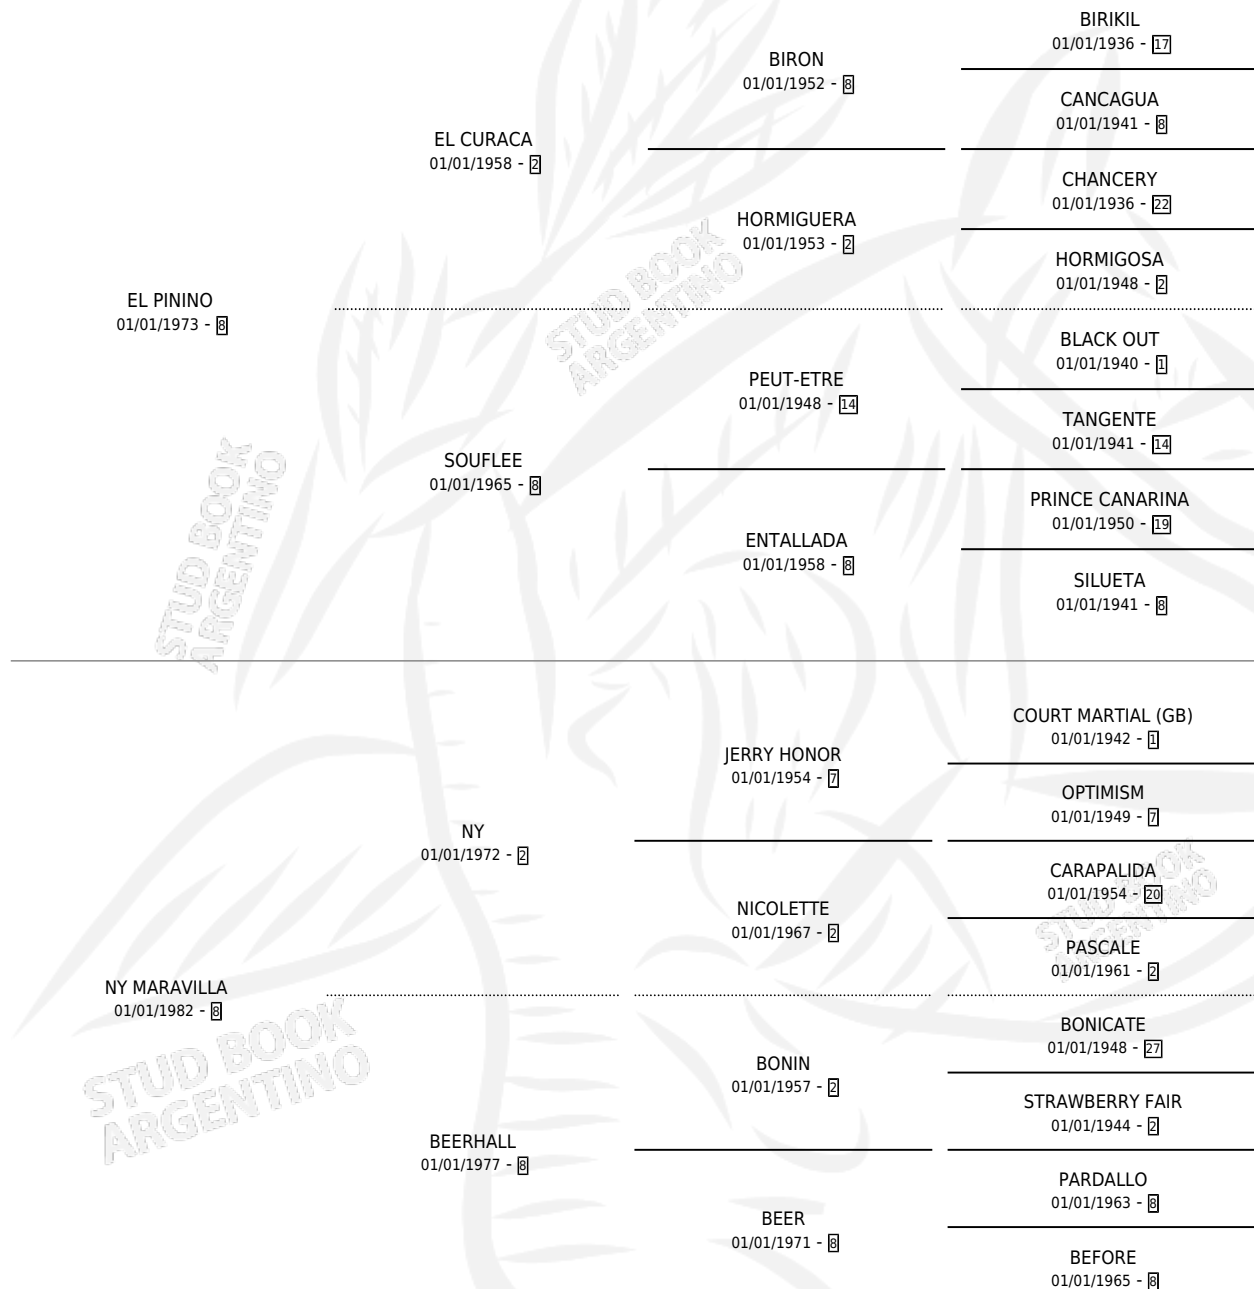 BIRIKIL
01/01/1936 - 17
BIRON
01/01/1952 - 8
CANCAGUA
01/01/1941 - 8
EL CURACA
01/01/1958 - 2
CHANCERY
01/01/1936 - 22
HORMIGUERA
01/01/1953 - 2
HORMIGOSA
01/01/1948 - 2
EL PININO
01/01/1973 - 8
BLACK OUT
01/01/1940 - 1
PEUT-ETRE
01/01/1948 - 14
TANGENTE
01/01/1941 - 14
SOUFLEE
01/01/1965 - 8
PRINCE CANARINA
01/01/1950 - 19
ENTALLADA
01/01/1958 - 8
SILUETA
01/01/1941 - 8
COURT MARTIAL (GB)
01/01/1942 - 1
JERRY HONOR
01/01/1954 - 7
OPTIMISM
01/01/1949 - 7
NY
01/01/1972 - 2
CARAPALIDA
01/01/1954 - 20
NICOLETTE
01/01/1967 - 2
PASCALE
01/01/1961 - 2
NY MARAVILLA
01/01/1982 - 8
BONICATE
01/01/1948 - 27
BONIN
01/01/1957 - 2
STRAWBERRY FAIR
01/01/1944 - 2
BEERHALL
01/01/1977 - 8
PARDALLO
01/01/1963 - 8
BEER
01/01/1971 - 8
BEFORE
01/01/1965 - 8
STUD BOOK
ARGENTINO
STUD BOOK
ARGENTINO
STUD BOOK
ARGENTINO
STUD BOOK
ARGENTINO